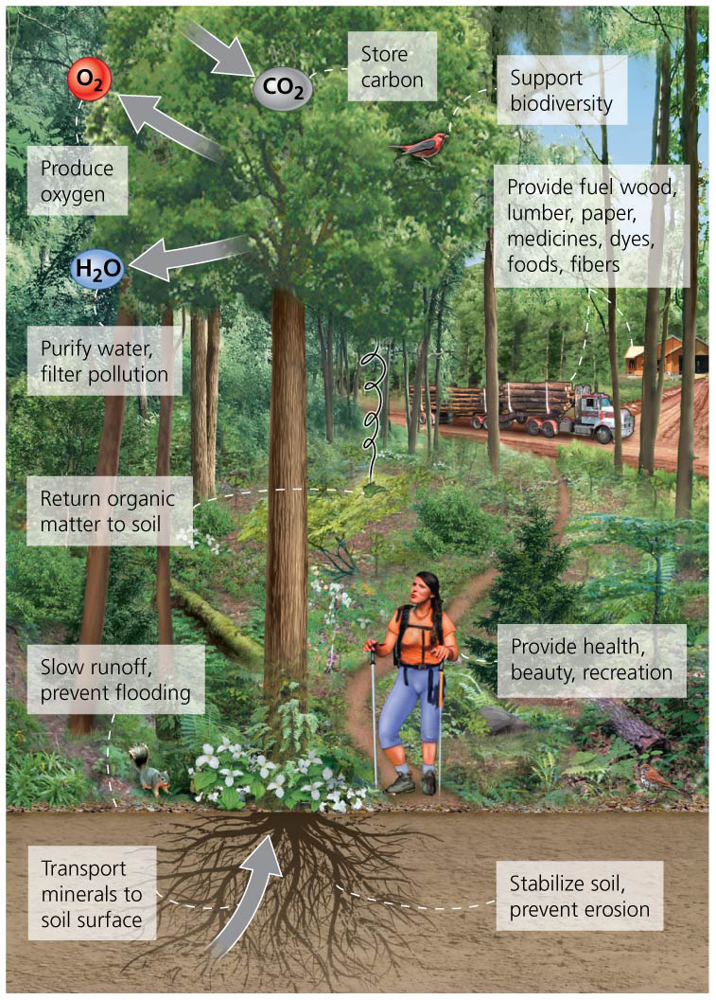 O₂
CO₂
Store
carbon
Support
biodiversity
Produce
oxygen
Provide fuel wood,
lumber, paper,
medicines, dyes,
foods, fibers
H₂O
Purify water,
filter pollution
Return organic
matter to soil
Provide health,
beauty, recreation
Slow runoff,
prevent flooding
Transport
minerals to
soil surface
Stabilize soil,
prevent erosion